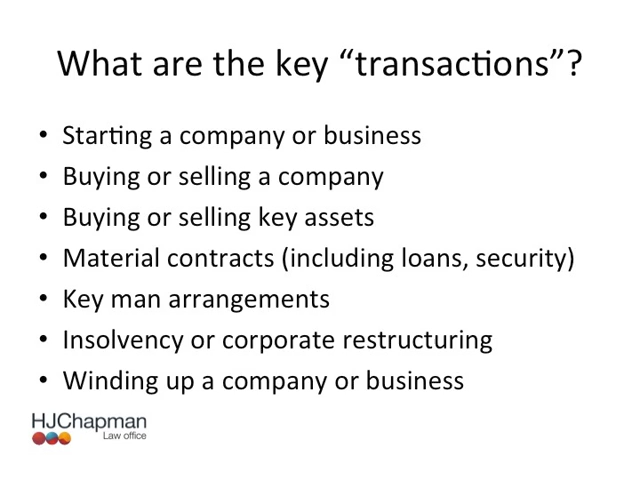 What are the key “transactions”?
• Starting a company or business
• Buying or selling a company
• Buying or selling key assets
• Material contracts (including loans, security)
• Key man arrangements
• Insolvency or corporate restructuring
• Winding up a company or business
HJChapman
Law office